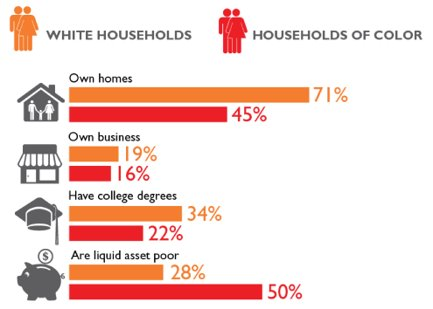 WHITE HOUSEHOLDS HOUSEHOLDS OF COLOR
Own homes
71%
45%
Own business
19%
16%
Have college degrees
34%
22%
$
Are liquid asset poor
28%
50%